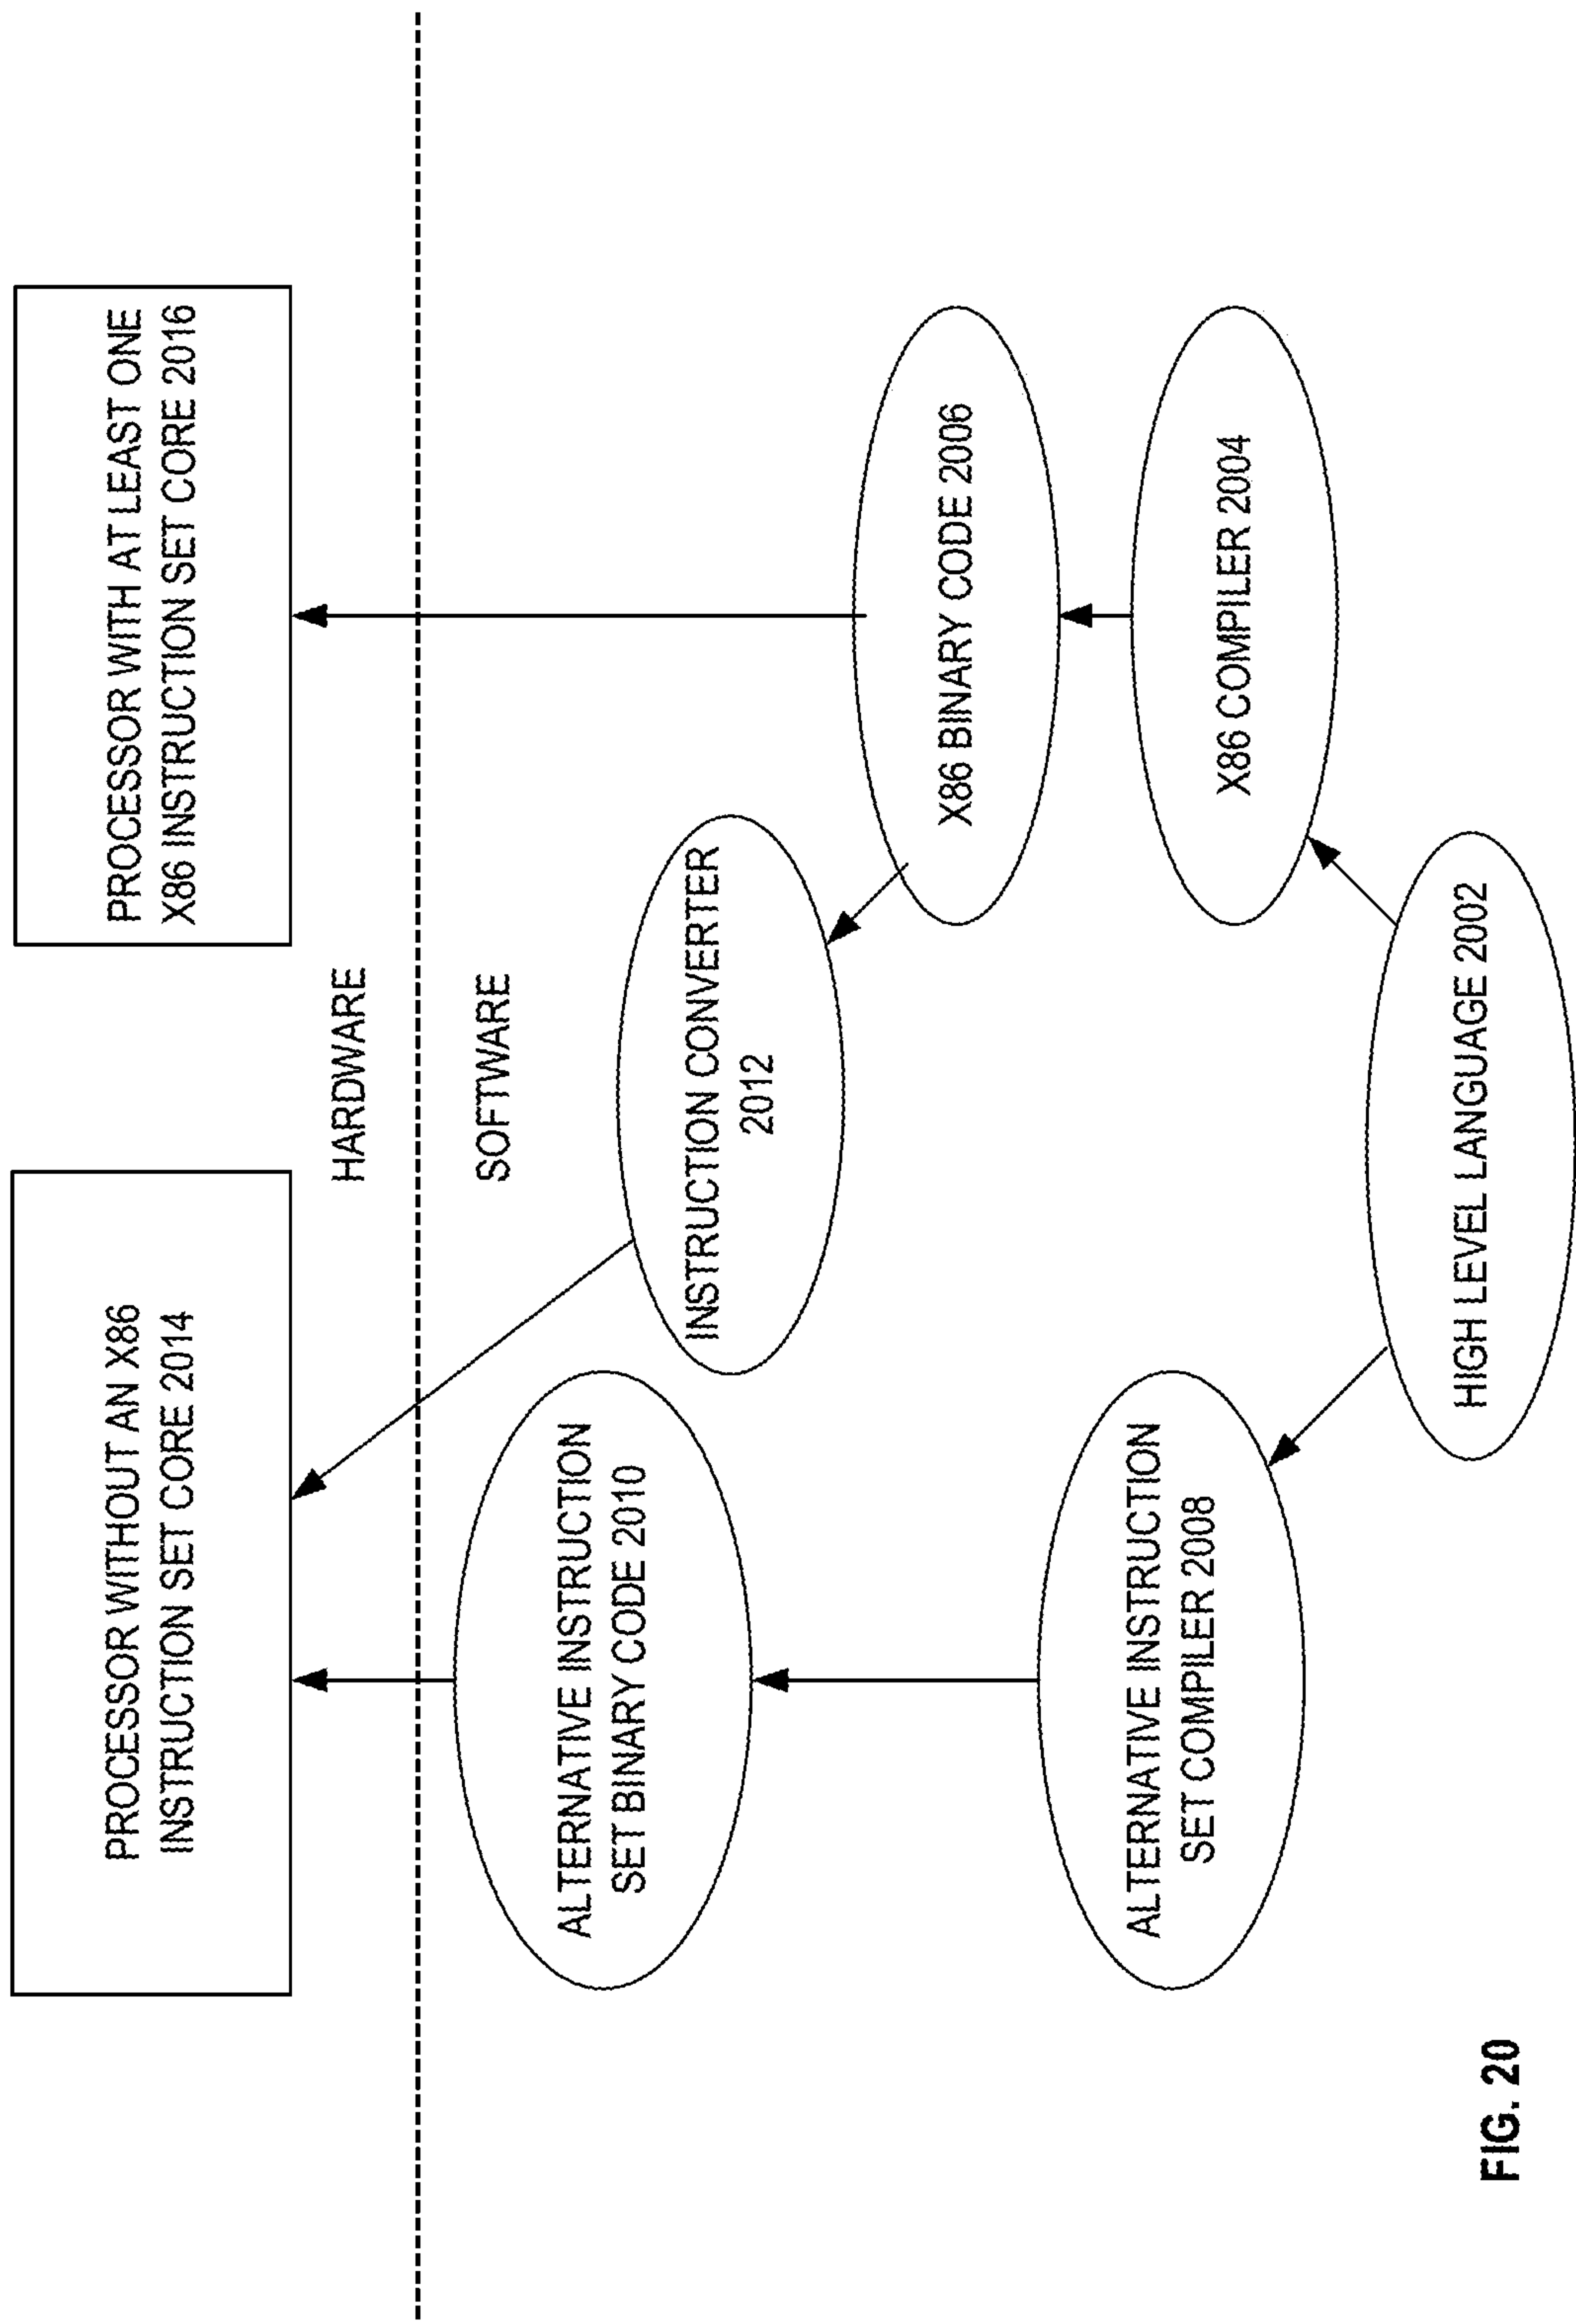 PROCESSOR WITHOUT AN X86
INSTRUCTION SET CORE 2014
PROCESSOR WITH AT LEAST ONE
X86 INSTRUCTION SET CORE 2016
HARDWARE
SOFTWARE
ALTERNATIVE INSTRUCTION
SET BINARY CODE 2010
INSTRUCTION CONVERTER
2012
X86 BINARY CODE 2006
ALTERNATIVE INSTRUCTION
SET COMPILER 2008
X86 COMPILER 2004
HIGH LEVEL LANGUAGE 2002
FIG. 20